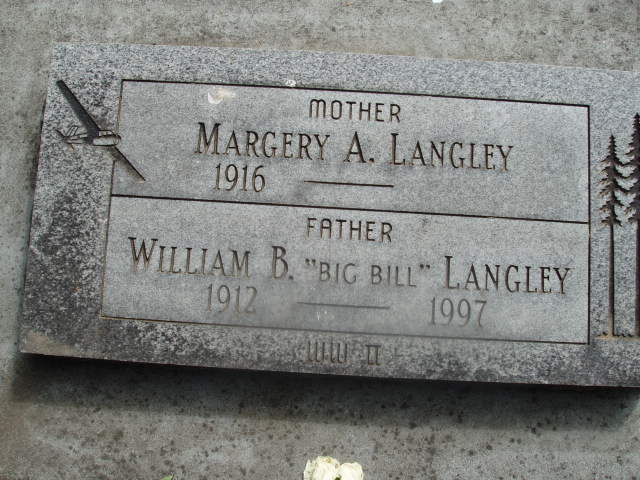 MOTHER
MARGERY A. LANGLEY
1916 ——
FATHER
WILLIAM B. "BIG BILL" LANGLEY
1912 —— 1997
WW II